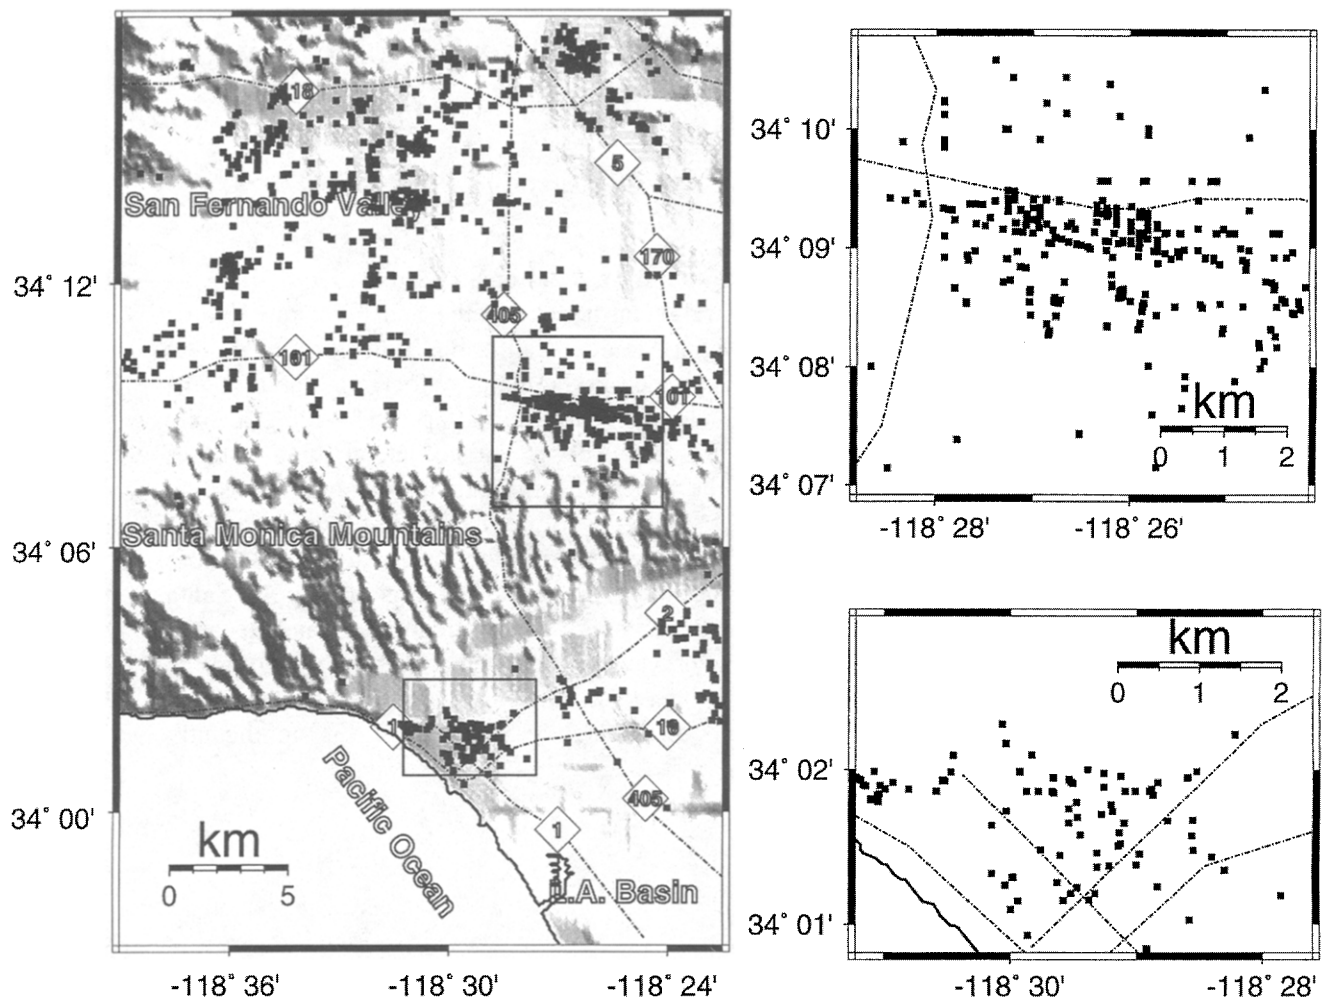 118
5
San Fernando Valley
170
34° 12'
405
101
101
Santa Monica Mountains
34° 06'
2
1
10
Pacific Ocean
405
34° 00'
1
km
0 5
L.A. Basin
-118° 36' -118° 30' -118° 24'
34° 10'
34° 09'
34° 08'
km
0 1 2
34° 07'
-118° 28' -118° 26'
km
0 1 2
34° 02'
34° 01'
-118° 30' -118° 28'